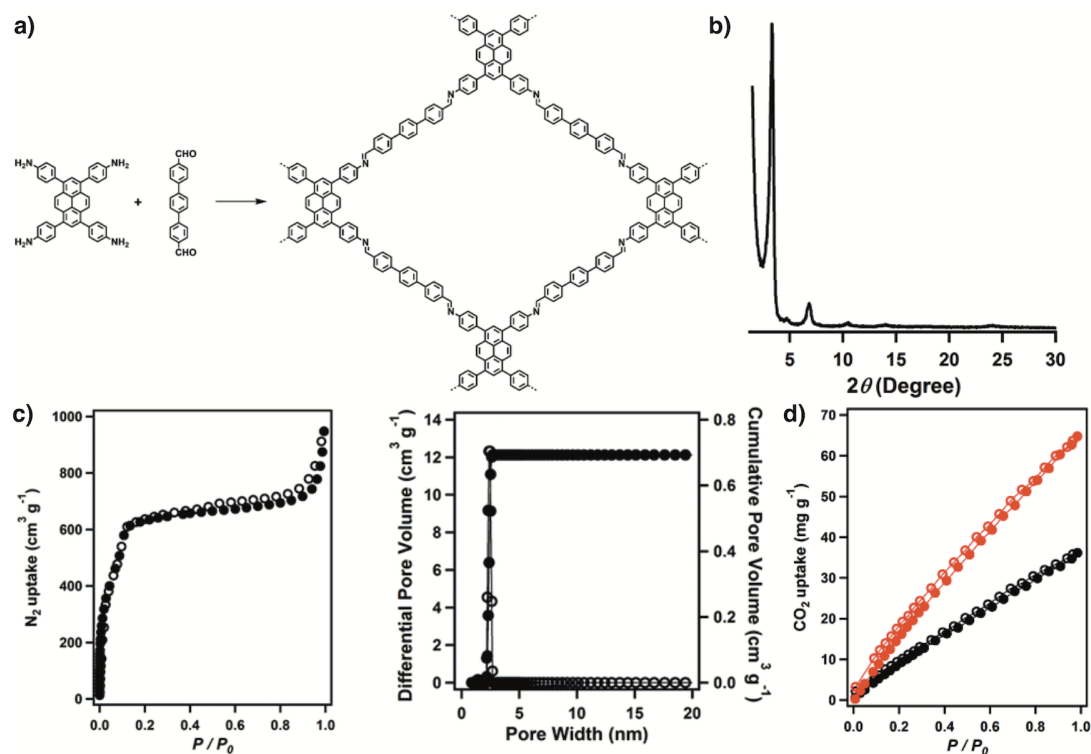 a)
CHO
H₂N
NH₂
+
H₂N
NH₂
CHO
N
N
N
N
N
N
N
N
b)
5
10
15
20
25
30
2θ (Degree)
c)
1000
800
600
400
200
0
N₂ uptake (cm³ g⁻¹)
0.0
0.2
0.4
0.6
0.8
1.0
P / P₀
14
12
10
8
6
4
2
0
Differential Pore Volume (cm³ g⁻¹)
0
5
10
15
20
Pore Width (nm)
0.8
0.6
0.4
0.2
0.0
Cumulative Pore Volume (cm³ g⁻¹)
d)
70
60
50
40
30
20
10
0
CO₂ uptake (mg g⁻¹)
0.0
0.2
0.4
0.6
0.8
1.0
P / P₀